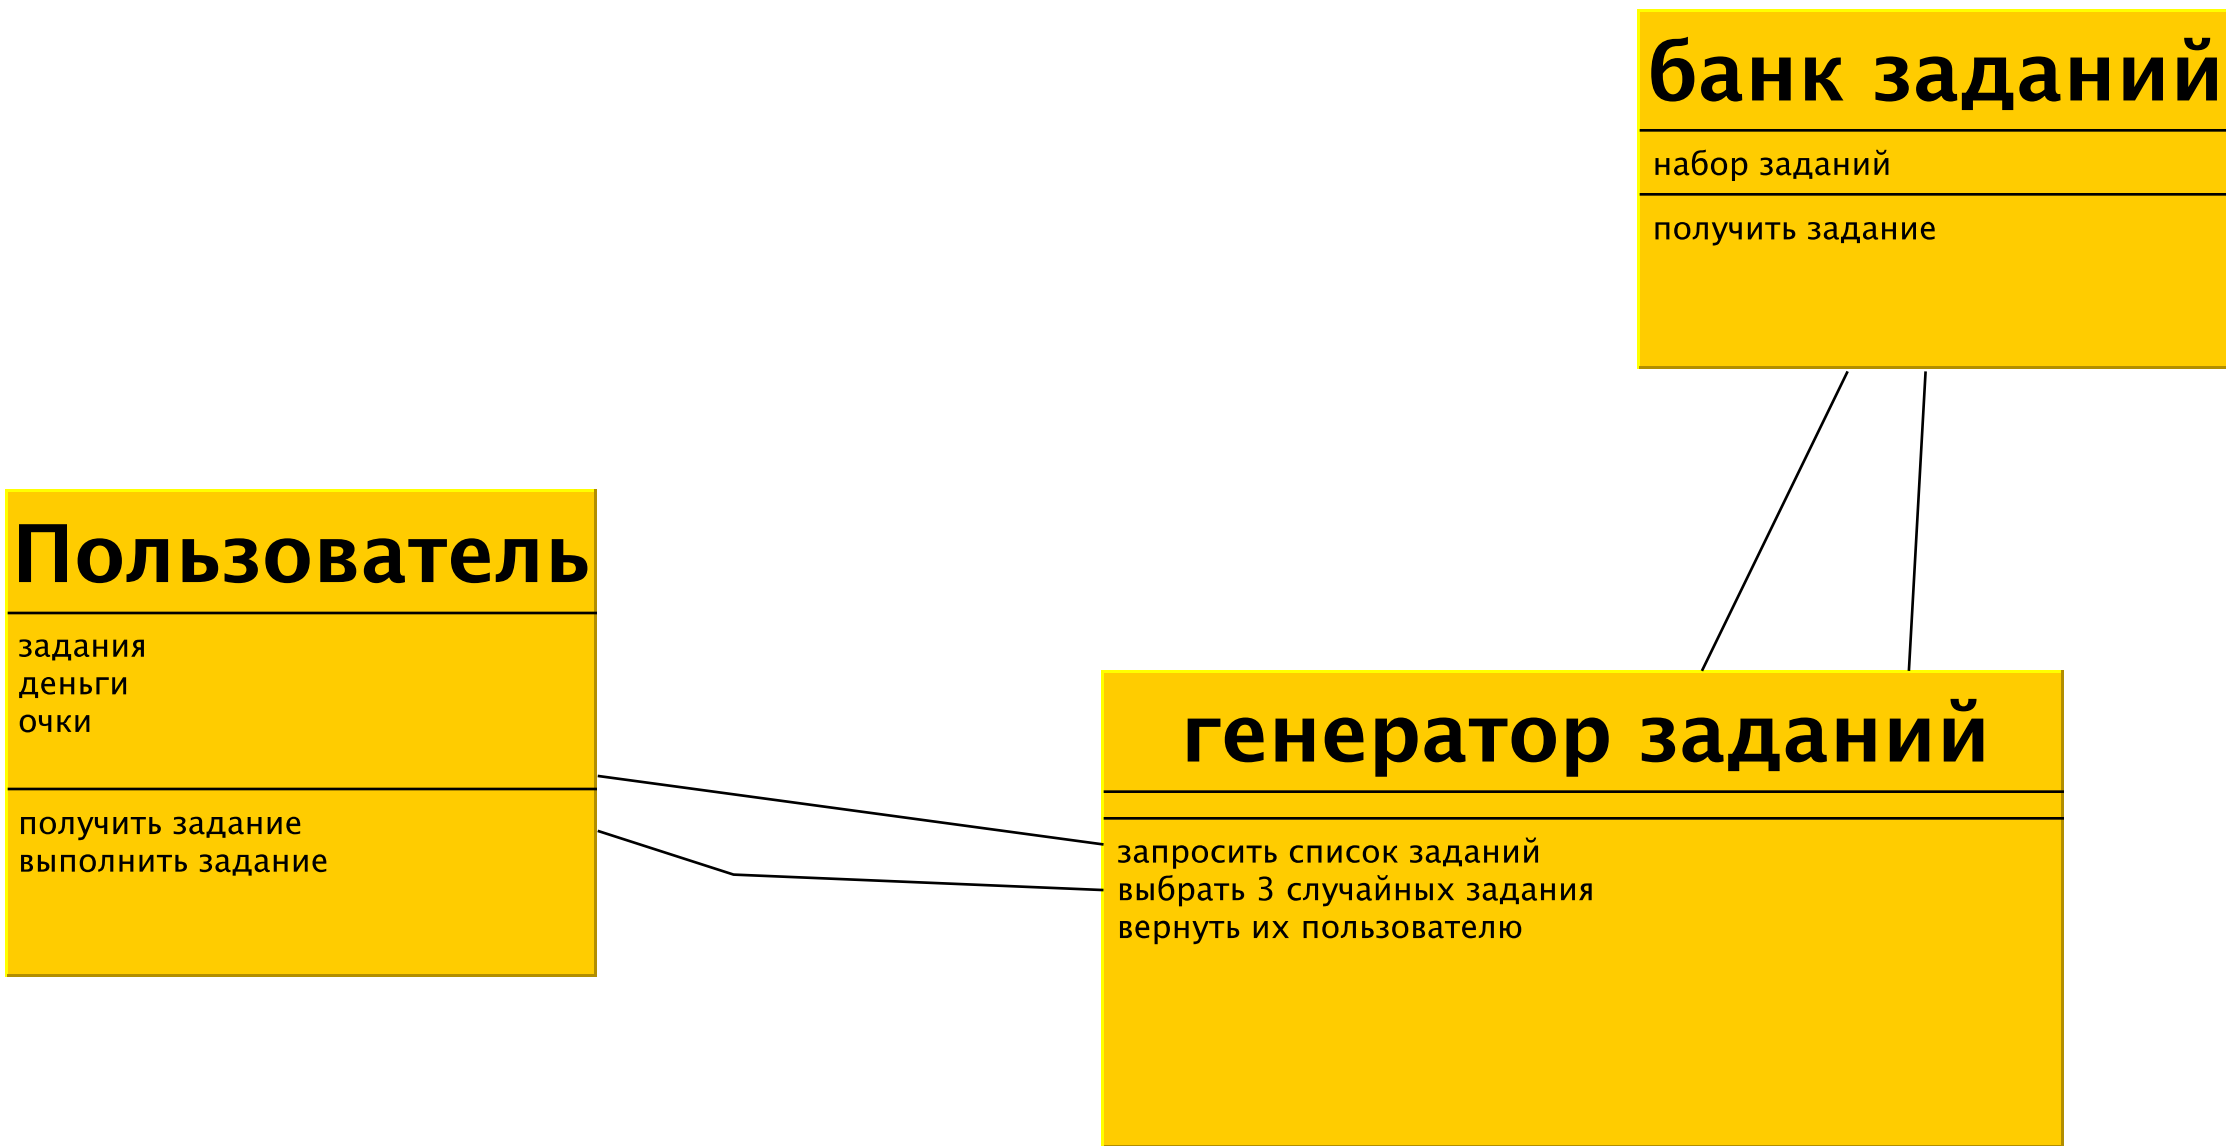 банк заданий
набор заданий
получить задание
Пользователь
задания
деньги
очки
получить задание
выполнить задание
генератор заданий
запросить список заданий
выбрать 3 случайных задания
вернуть их пользователю